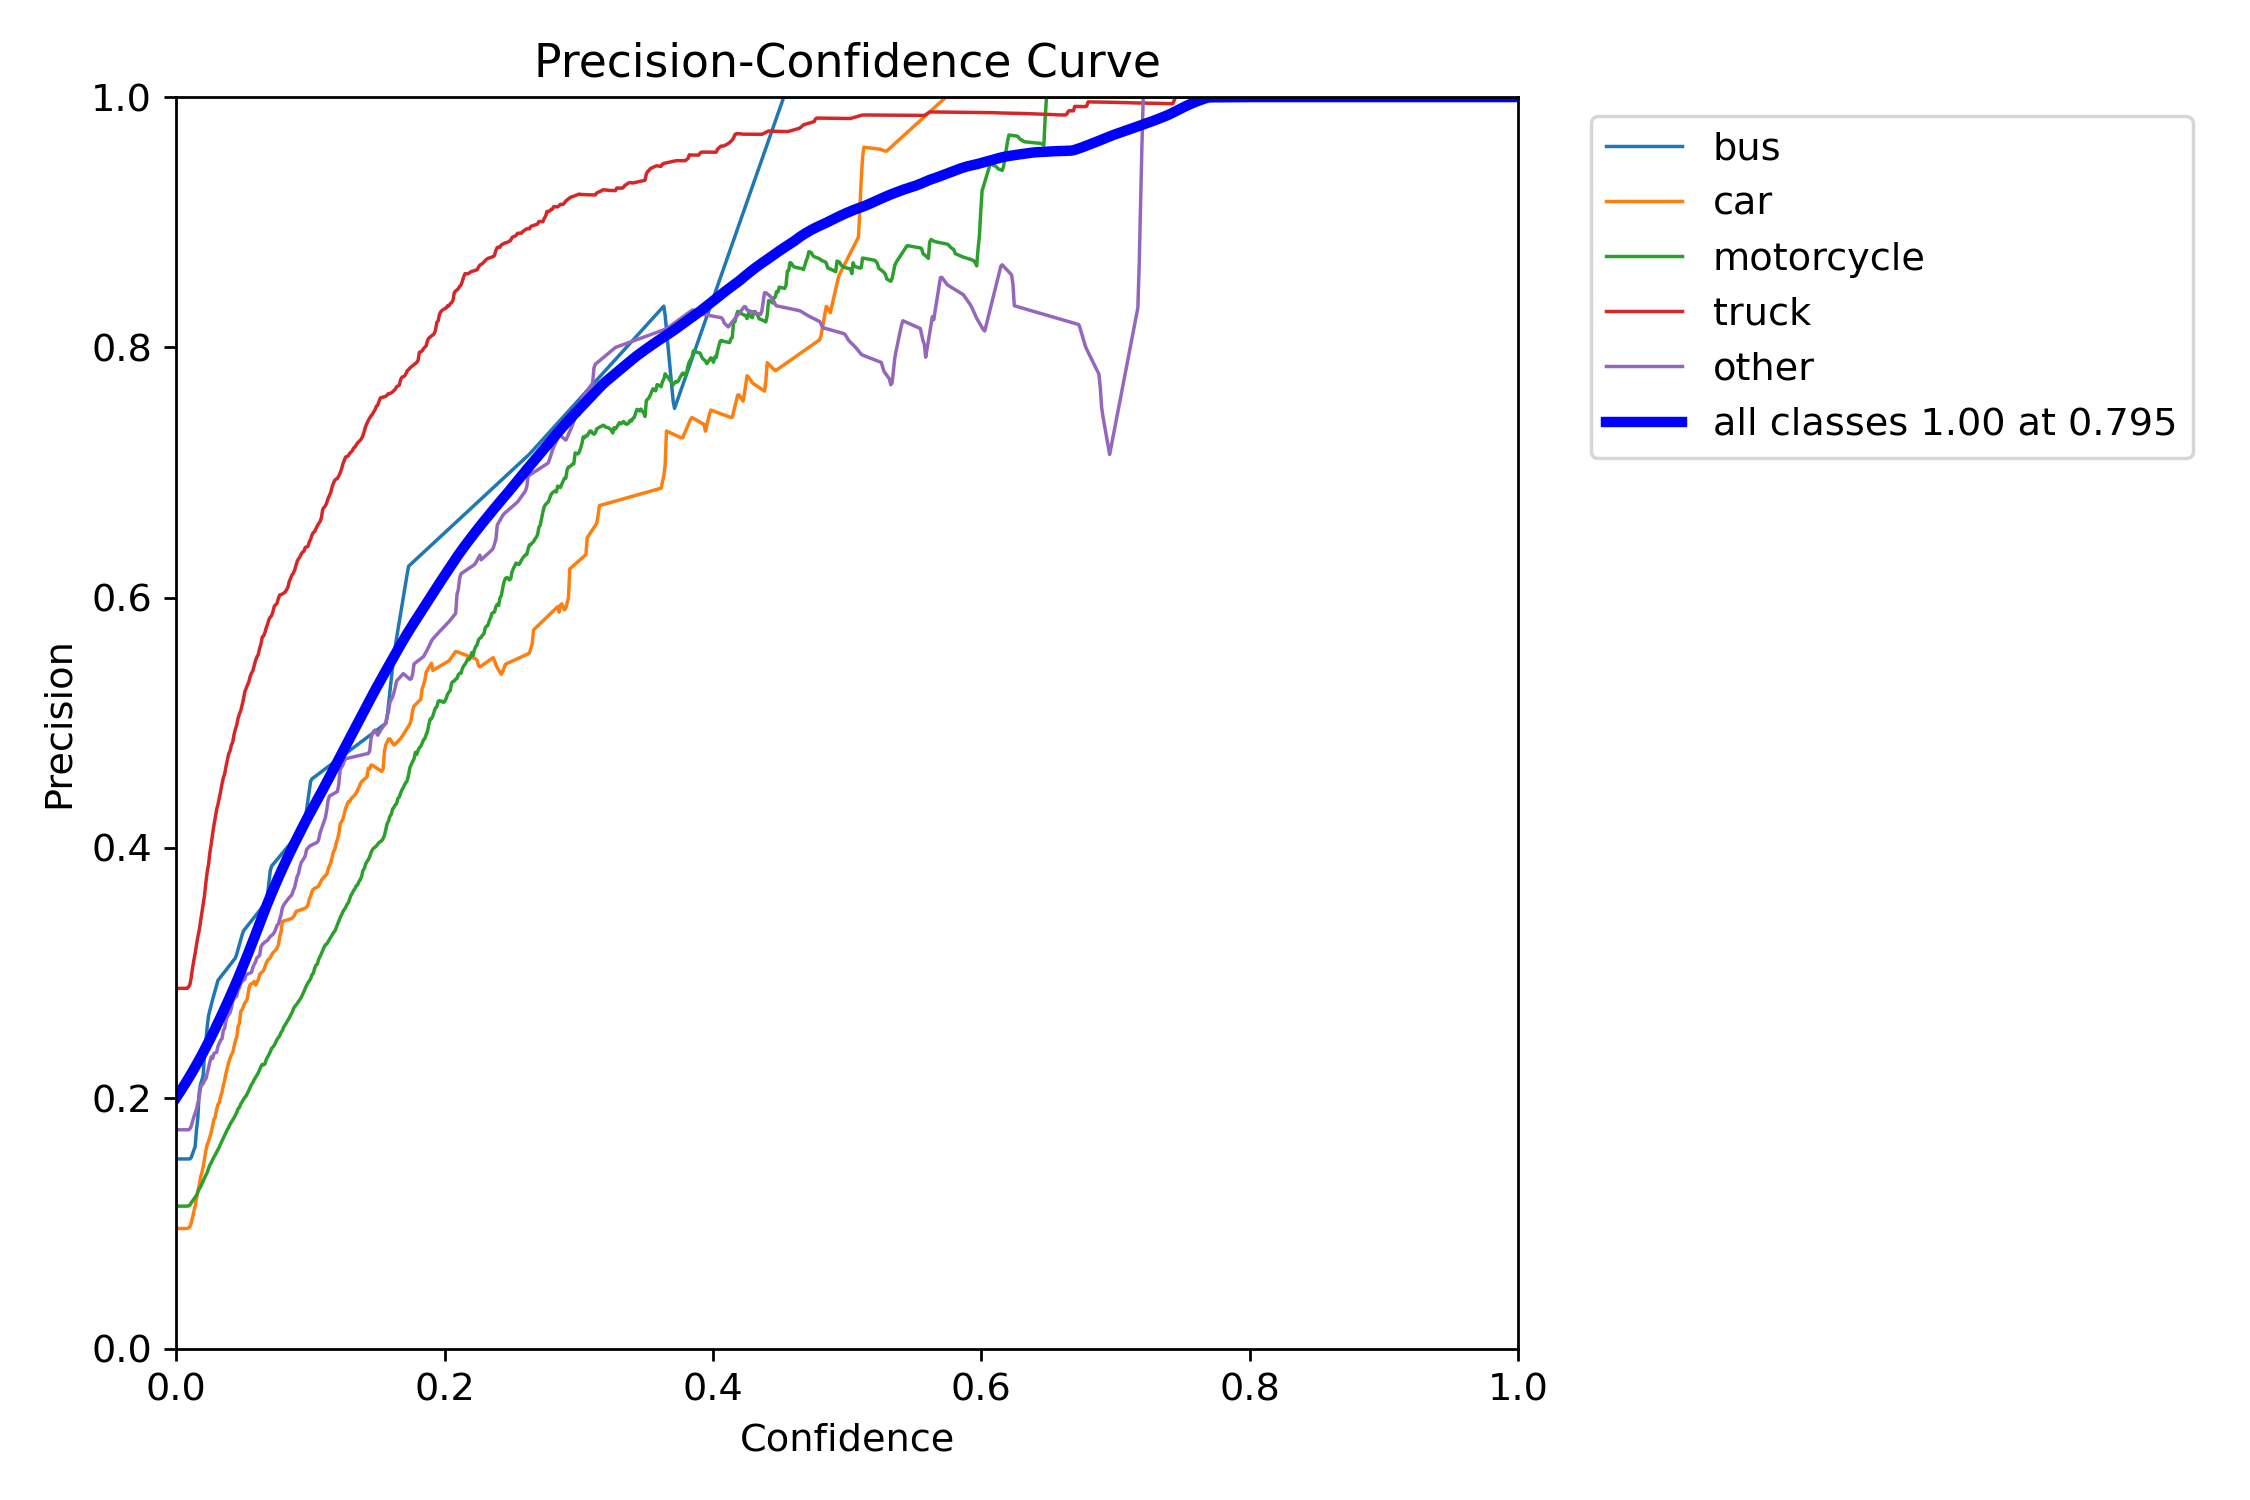 Precision-Confidence Curve
1.0
0.8
0.6
0.4
0.2
0.0
Precision
0.0 0.2 0.4 0.6 0.8 1.0
Confidence
bus
car
motorcycle
truck
other
all classes 1.00 at 0.795